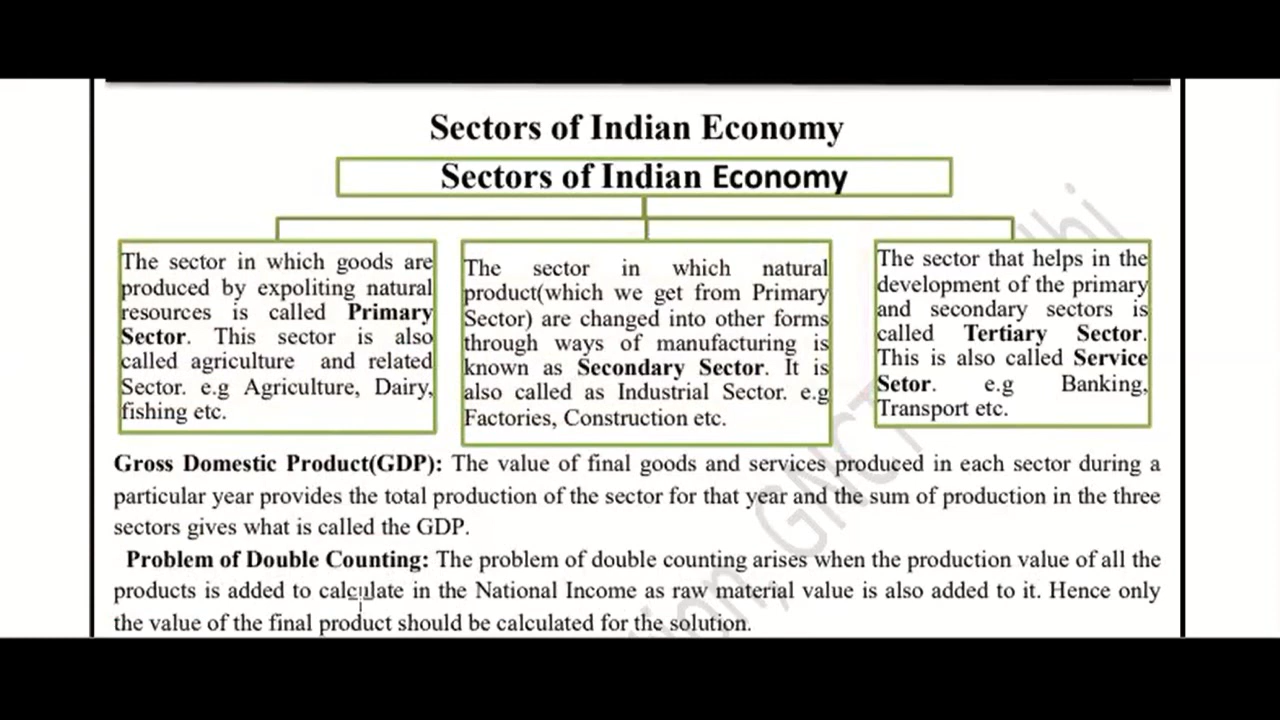 Sectors of Indian Economy
Sectors of Indian Economy
The sector in which goods are
produced by expoliting natural
resources is called Primary
Sector. This sector is also
called agriculture and related
Sector. e.g Agriculture, Dairy,
fishing etc.
The sector in which natural
product(which we get from Primary
Sector) are changed into other forms
through ways of manufacturing is
known as Secondary Sector. It is
also called as Industrial Sector. e.g
Factories, Construction etc.
The sector that helps in the
development of the primary
and secondary sectors is
called Tertiary Sector.
This is also called Service
Setor. e.g Banking,
Transport etc.
Gross Domestic Product(GDP): The value of final goods and services produced in each sector during a
particular year provides the total production of the sector for that year and the sum of production in the three
sectors gives what is called the GDP.
Problem of Double Counting: The problem of double counting arises when the production value of all the
products is added to calculate in the National Income as raw material value is also added to it. Hence only
the value of the final product should be calculated for the solution.